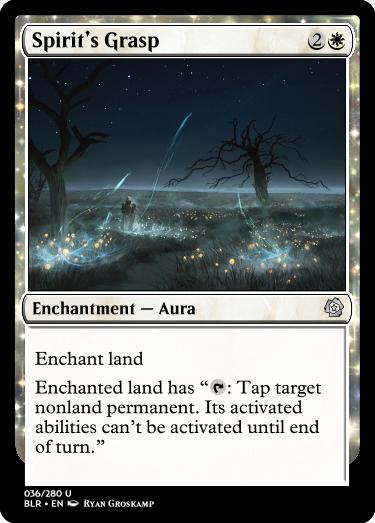 Spirit's Grasp 2
Enchantment — Aura
Enchant land
Enchanted land has “: Tap target
nonland permanent. Its activated
abilities can't be activated until end
of turn.”
036/280 U
BLR • EN Ryan Groskamp